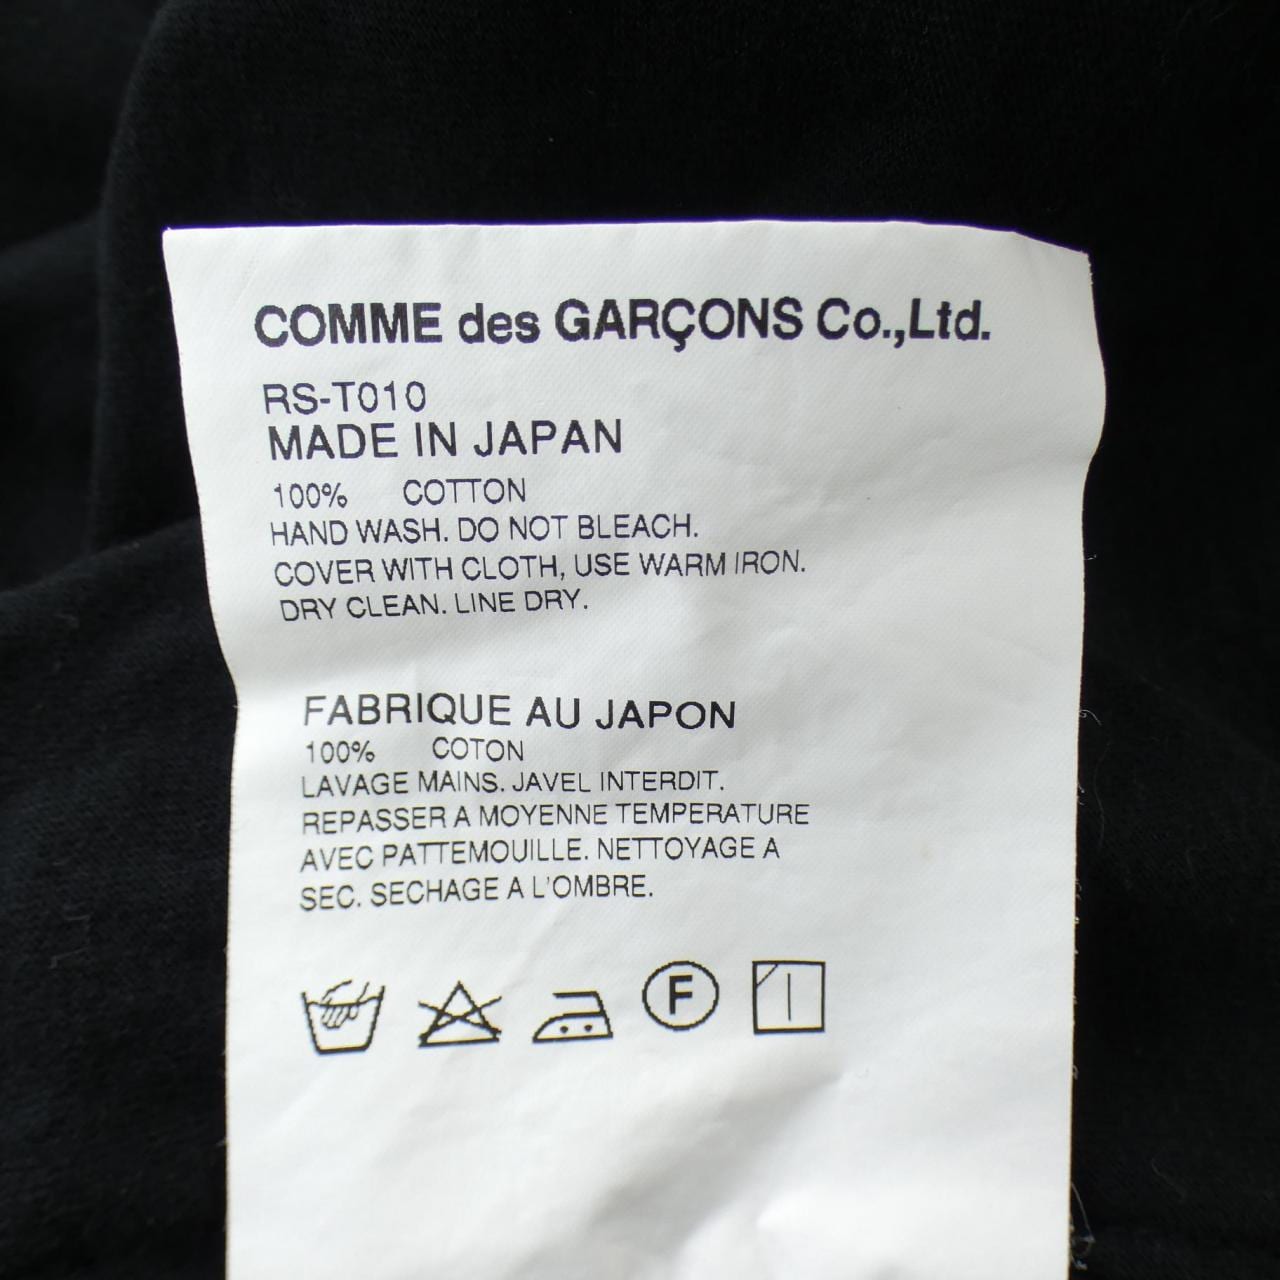 COMME des GARÇONS Co.,Ltd.
RS-T010
MADE IN JAPAN
100% COTTON
HAND WASH. DO NOT BLEACH.
COVER WITH CLOTH, USE WARM IRON.
DRY CLEAN. LINE DRY.
FABRIQUE AU JAPON
100% COTON
LAVAGE MAINS. JAVEL INTERDIT.
REPASSER A MOYENNE TEMPERATURE
AVEC PATTEMOUILLE. NETTOYAGE A
SEC. SECHAGE A L'OMBRE.
F